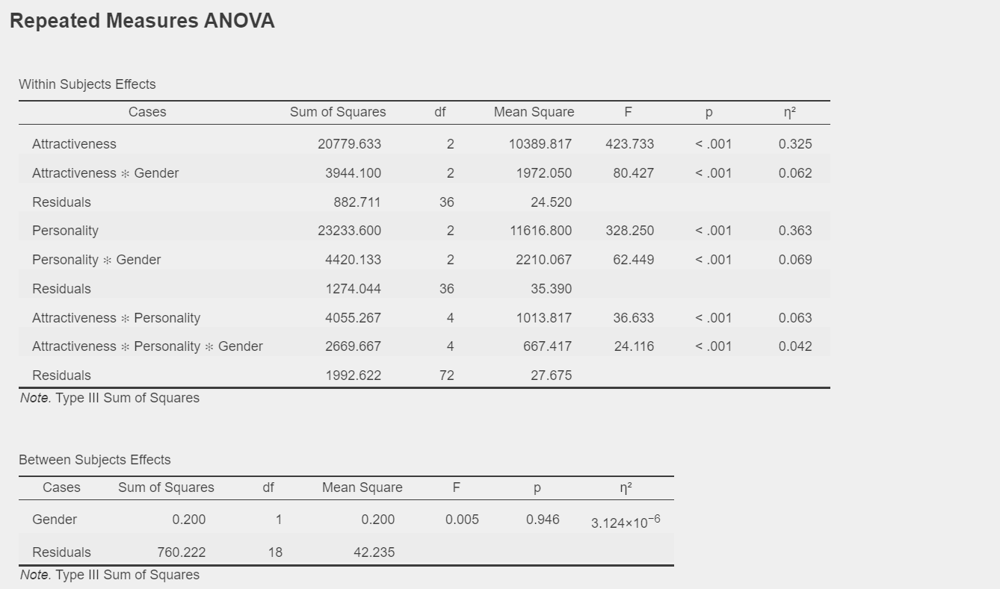 Repeated Measures ANOVA
Within Subjects Effects
Cases Sum of Squares df Mean Square F p η²
Attractiveness 20779.633 2 10389.817 423.733 < .001 0.325
Attractiveness ✻ Gender 3944.100 2 1972.050 80.427 < .001 0.062
Residuals 882.711 36 24.520
Personality 23233.600 2 11616.800 328.250 < .001 0.363
Personality ✻ Gender 4420.133 2 2210.067 62.449 < .001 0.069
Residuals 1274.044 36 35.390
Attractiveness ✻ Personality 4055.267 4 1013.817 36.633 < .001 0.063
Attractiveness ✻ Personality ✻ Gender 2669.667 4 667.417 24.116 < .001 0.042
Residuals 1992.622 72 27.675
Note. Type III Sum of Squares
Between Subjects Effects
Cases Sum of Squares df Mean Square F p η²
Gender 0.200 1 0.200 0.005 0.946 3.124×10⁻⁶
Residuals 760.222 18 42.235
Note. Type III Sum of Squares